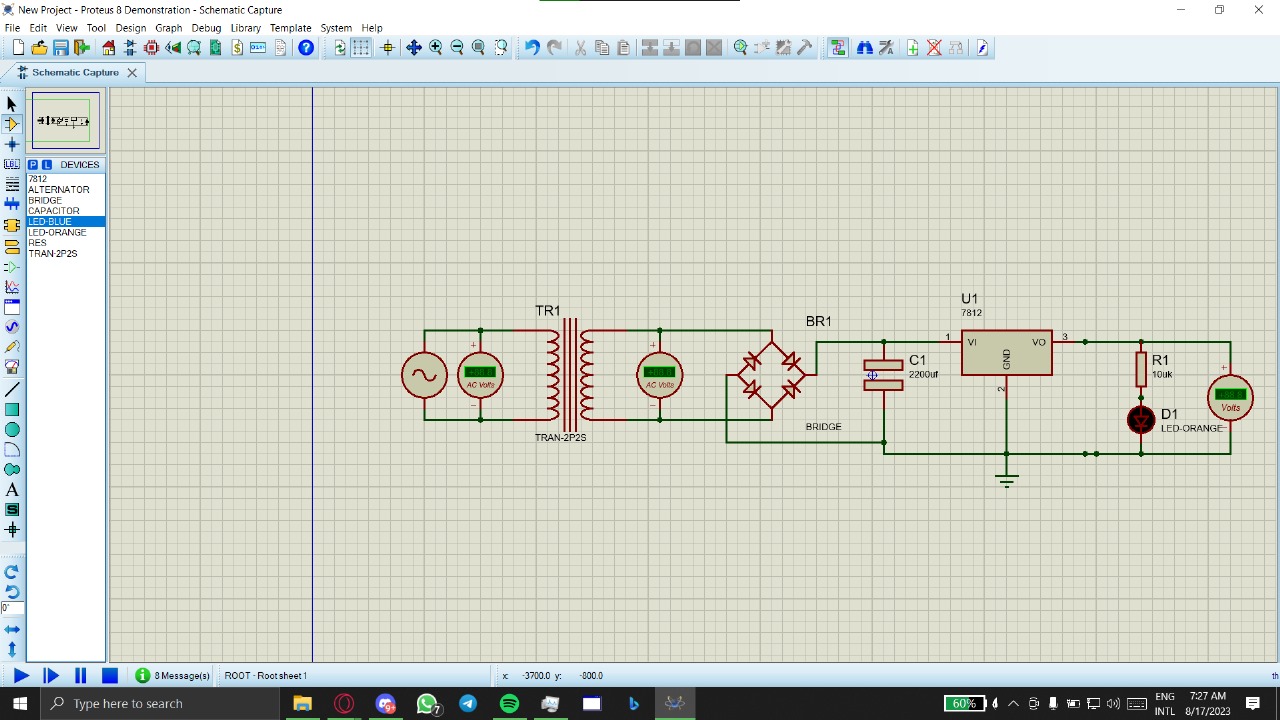 New Project - Proteus 8 Demonstration - Schematic Capture
File Edit View Tool Design Graph Debug Library Template System Help
Schematic Capture
P L DEVICES
7812
ALTERNATOR
BRIDGE
CAPACITOR
LED-BLUE
LED-ORANGE
RES
TRAN-2P2S
TR1
TRAN-2P2S
AC Volts
AC Volts
BR1
BRIDGE
C1
2200uf
U1
7812
1 VI VO 3
GND
2
R1
10uk
D1
LED-ORANGE
Volts
A
S
0°
8 Message(s) ROOT - Root sheet 1 x: -3700.0 y: -800.0 th
Type here to search
60%
ENG
INTL
7:27 AM
8/17/2023